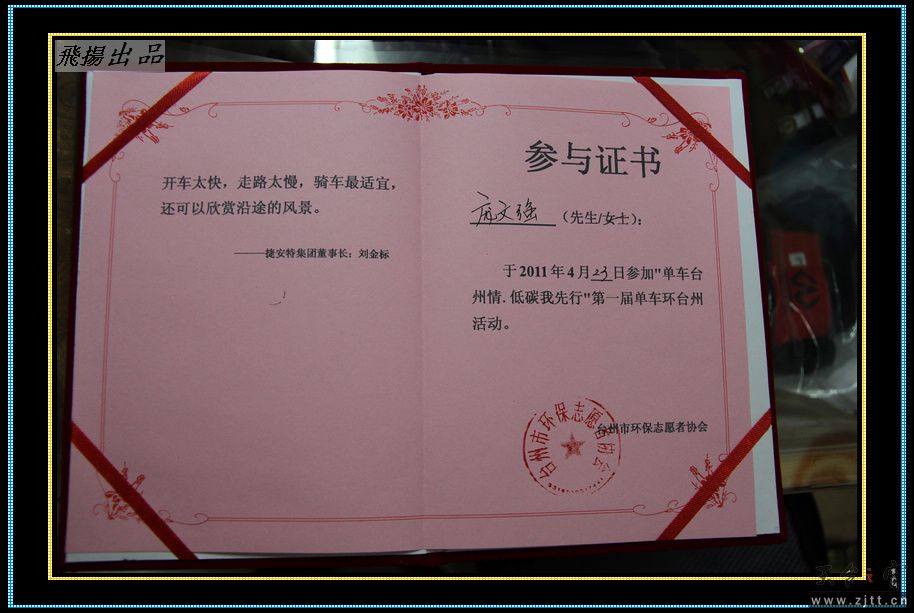 飛揚出品
开车太快，走路太慢，骑车最适宜，
还可以欣赏沿途的风景。
———捷安特集团董事长：刘金标
参与证书
庞文强（先生/女士）：
于2011年4月23日参加"单车台
州情.低碳我先行"第一届单车环台州
活动。
台州市环保志愿者协会
台州市环保志愿者协会
www.zjtt.cn